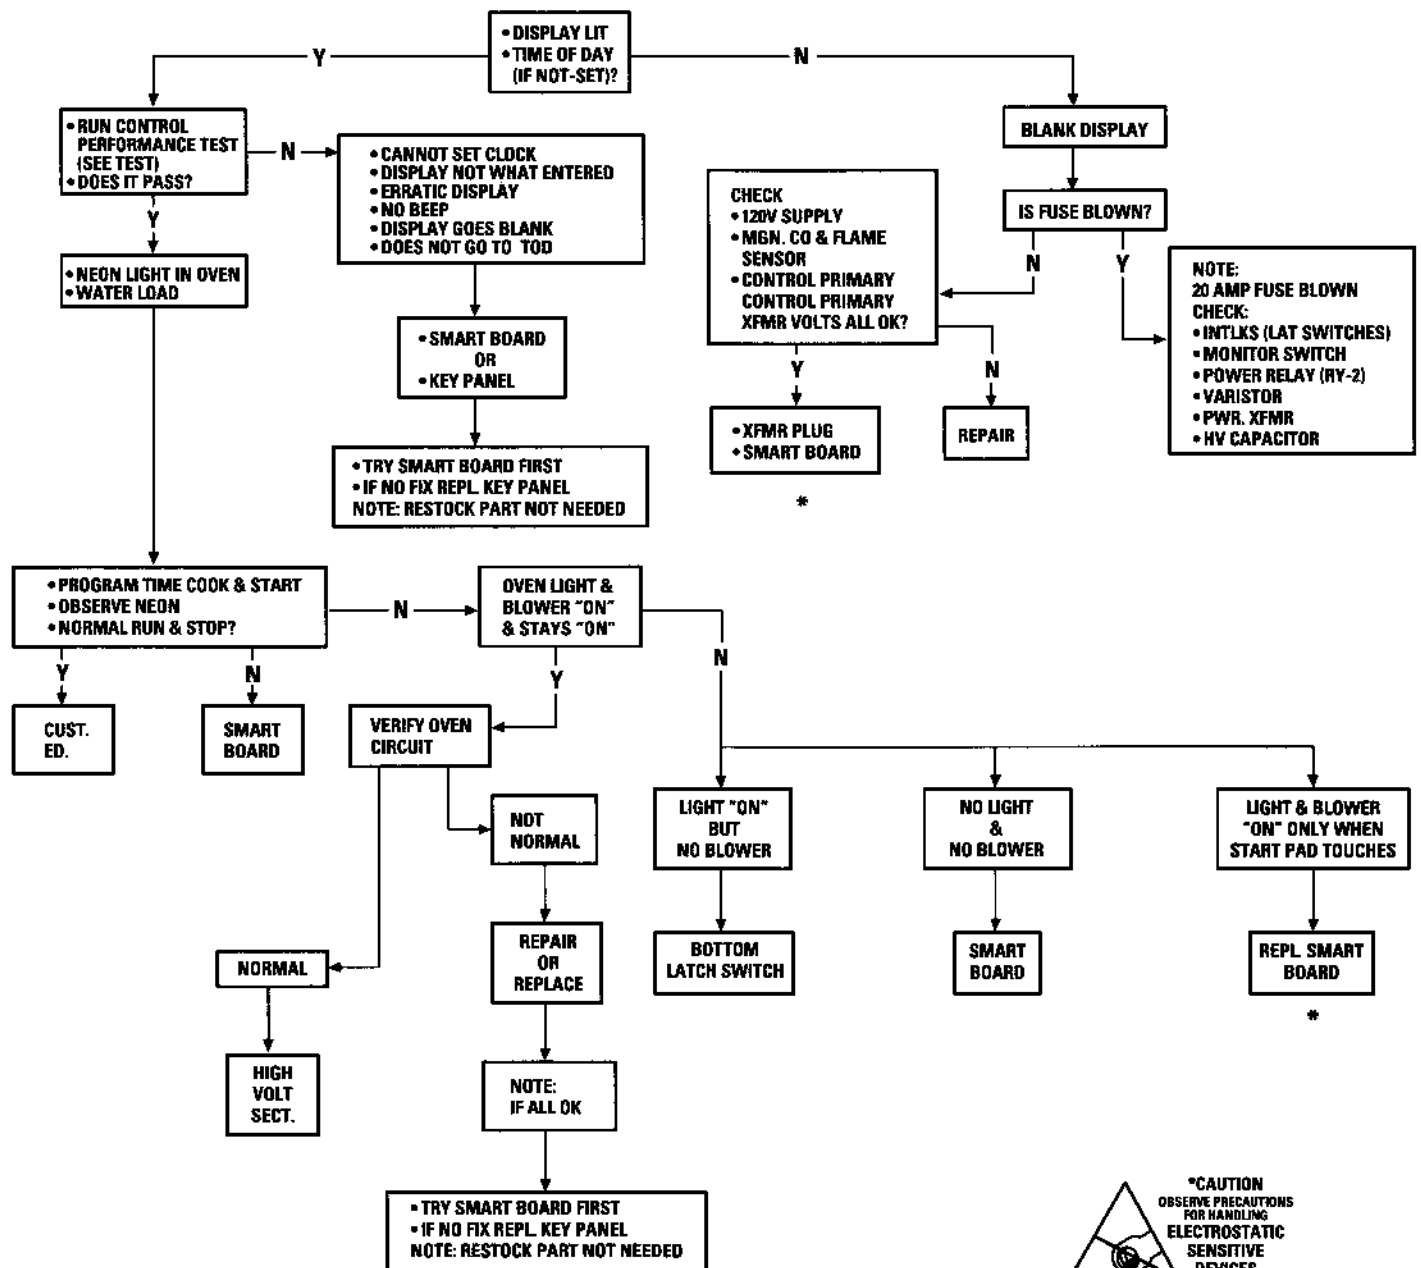 • DISPLAY LIT
• TIME OF DAY
(IF NOT-SET)?
Y
N
• RUN CONTROL
PERFORMANCE TEST
(SEE TEST)
• DOES IT PASS?
N
Y
• CANNOT SET CLOCK
• DISPLAY NOT WHAT ENTERED
• ERRATIC DISPLAY
• NO BEEP
• DISPLAY GOES BLANK
• DOES NOT GO TO TOD
BLANK DISPLAY
IS FUSE BLOWN?
N
Y
CHECK
• 120V SUPPLY
• MGN. CO & FLAME
SENSOR
• CONTROL PRIMARY
CONTROL PRIMARY
XFMR VOLTS ALL OK?
NOTE:
20 AMP FUSE BLOWN
CHECK:
• INTLKS (LAT SWITCHES)
• MONITOR SWITCH
• POWER RELAY (RY-2)
• VARISTOR
• PWR. XFMR
• HV CAPACITOR
• NEON LIGHT IN OVEN
• WATER LOAD
• SMART BOARD
OR
• KEY PANEL
Y
N
• XFMR PLUG
• SMART BOARD
*
REPAIR
• TRY SMART BOARD FIRST
• IF NO FIX REPL. KEY PANEL
NOTE: RESTOCK PART NOT NEEDED
• PROGRAM TIME COOK & START
• OBSERVE NEON
• NORMAL RUN & STOP?
N
OVEN LIGHT &
BLOWER "ON"
& STAYS "ON"
Y
N
Y
N
CUST.
ED.
SMART
BOARD
VERIFY OVEN
CIRCUIT
NOT
NORMAL
LIGHT "ON"
BUT
NO BLOWER
NO LIGHT
&
NO BLOWER
LIGHT & BLOWER
"ON" ONLY WHEN
START PAD TOUCHES
NORMAL
REPAIR
OR
REPLACE
BOTTOM
LATCH SWITCH
SMART
BOARD
REPL. SMART
BOARD
*
HIGH
VOLT
SECT.
NOTE:
IF ALL OK
• TRY SMART BOARD FIRST
• IF NO FIX REPL. KEY PANEL
NOTE: RESTOCK PART NOT NEEDED
*CAUTION
OBSERVE PRECAUTIONS
FOR HANDLING
ELECTROSTATIC
SENSITIVE
DEVICES